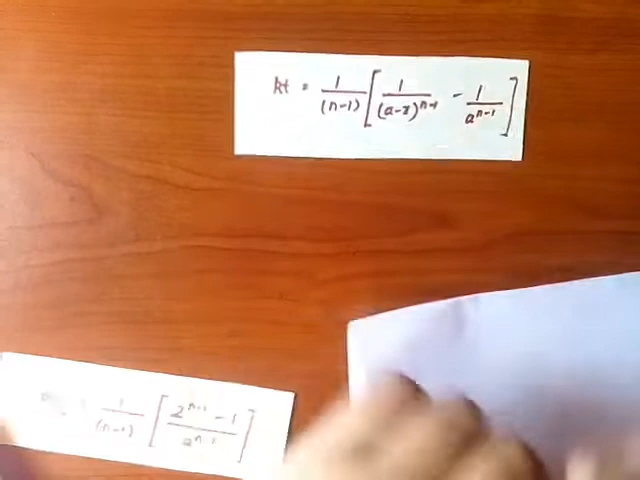 kt = 1/(n-1) [ 1/(a-x)^n-1 - 1/a^n-1 ]
1/(n-1) [ 2^n-1 - 1 / a^n-1 ]